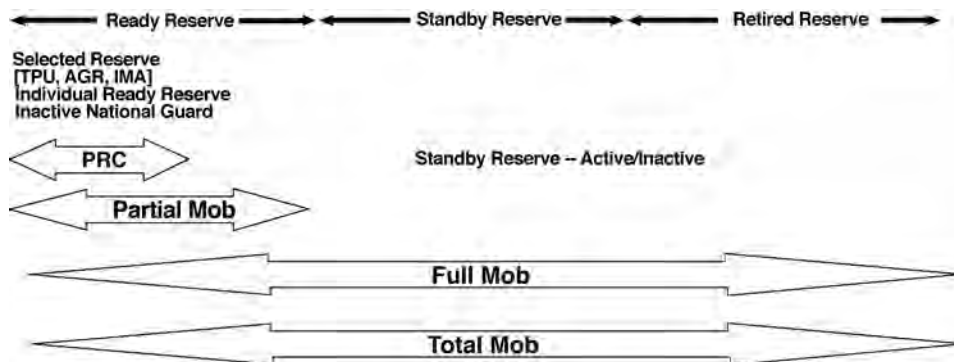 Ready Reserve Standby Reserve Retired Reserve
Selected Reserve
[TPU, AGR, IMA]
Individual Ready Reserve
Inactive National Guard
PRC
Standby Reserve -- Active/Inactive
Partial Mob
Full Mob
Total Mob